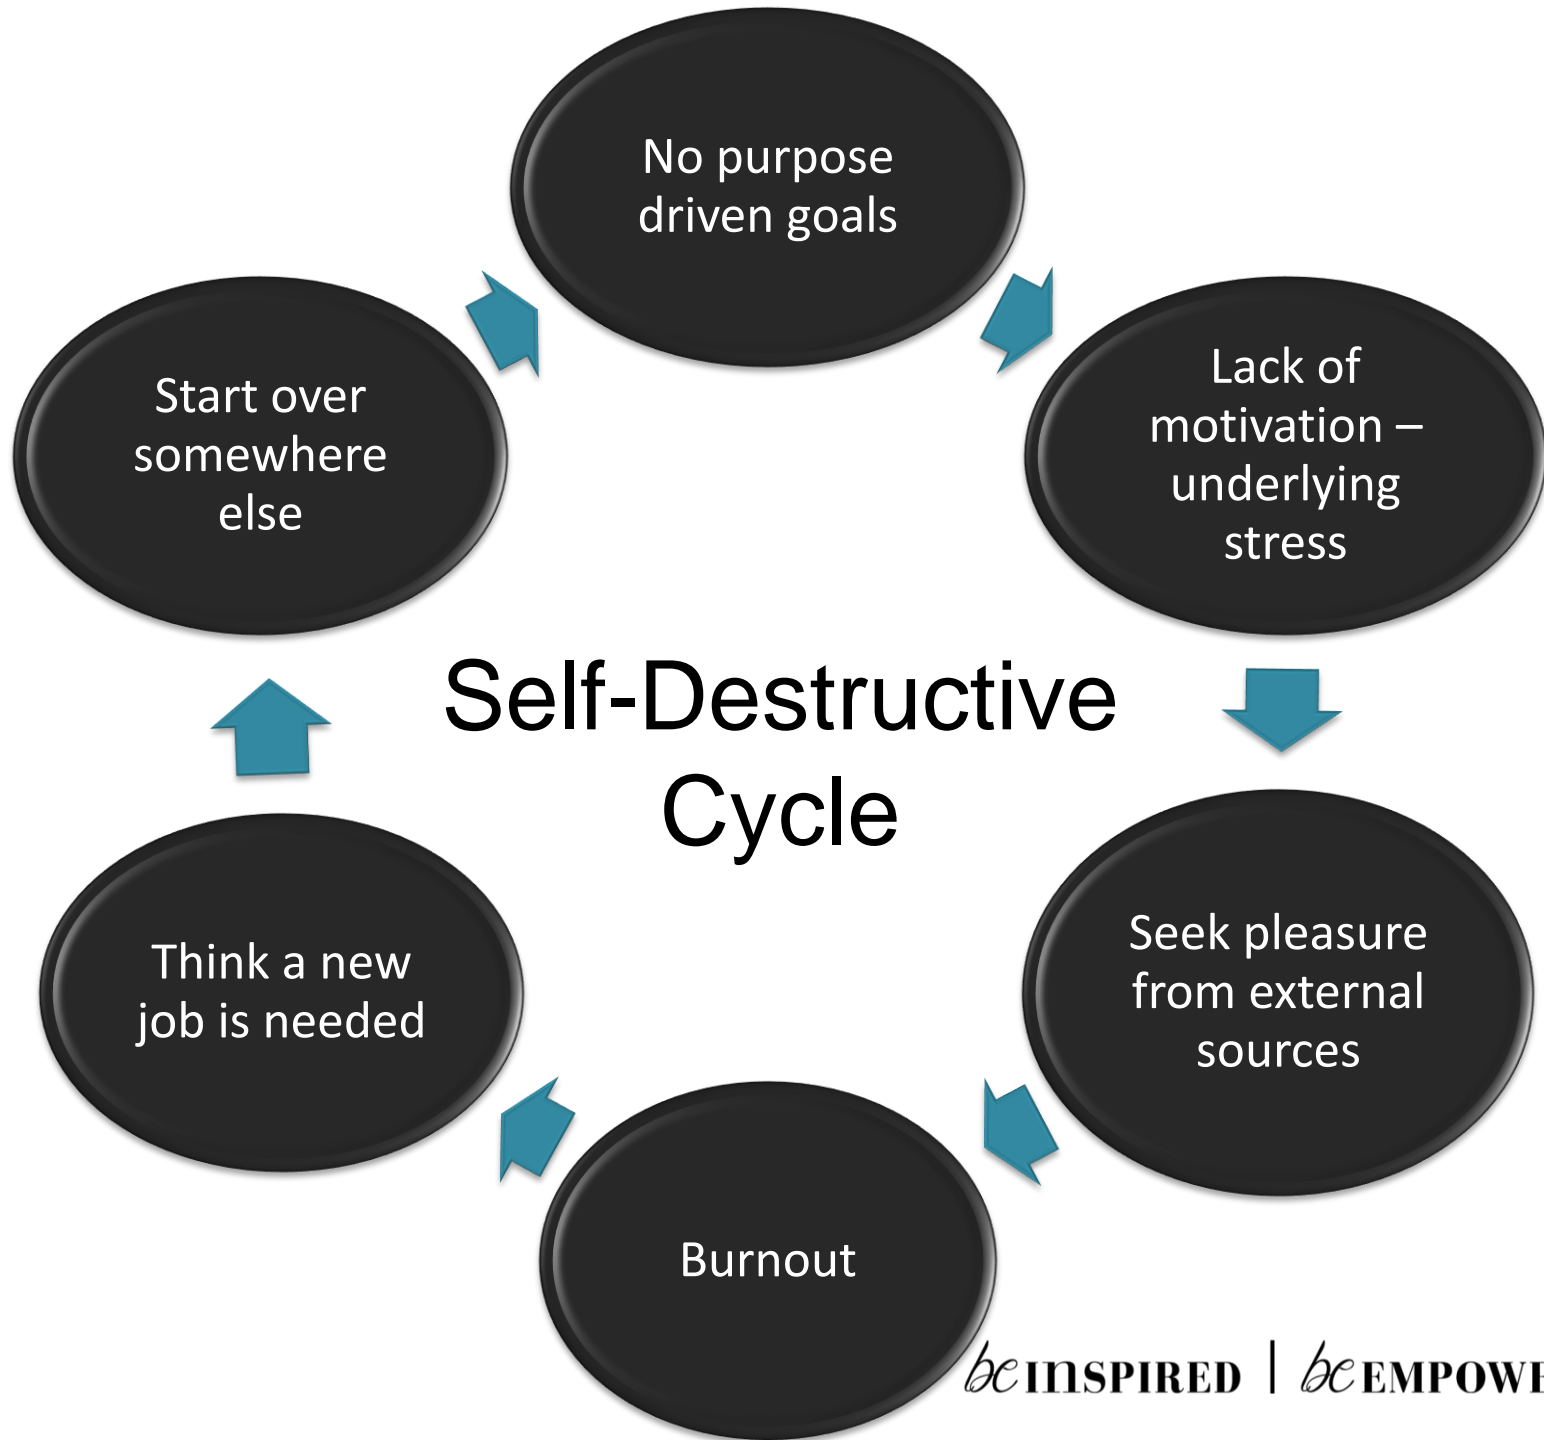 No purpose
driven goals
Lack of
motivation –
underlying
stress
Seek pleasure
from external
sources
Burnout
Think a new
job is needed
Start over
somewhere
else
Self-Destructive
Cycle
be INSPIRED | be EMPOWE